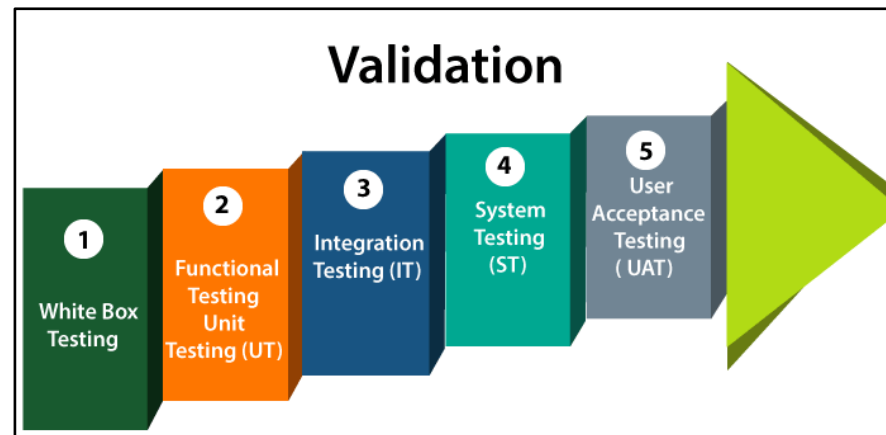 Validation
1
White Box
Testing
2
Functional
Testing
Unit
Testing (UT)
3
Integration
Testing (IT)
4
System
Testing
(ST)
5
User
Acceptance
Testing
( UAT)